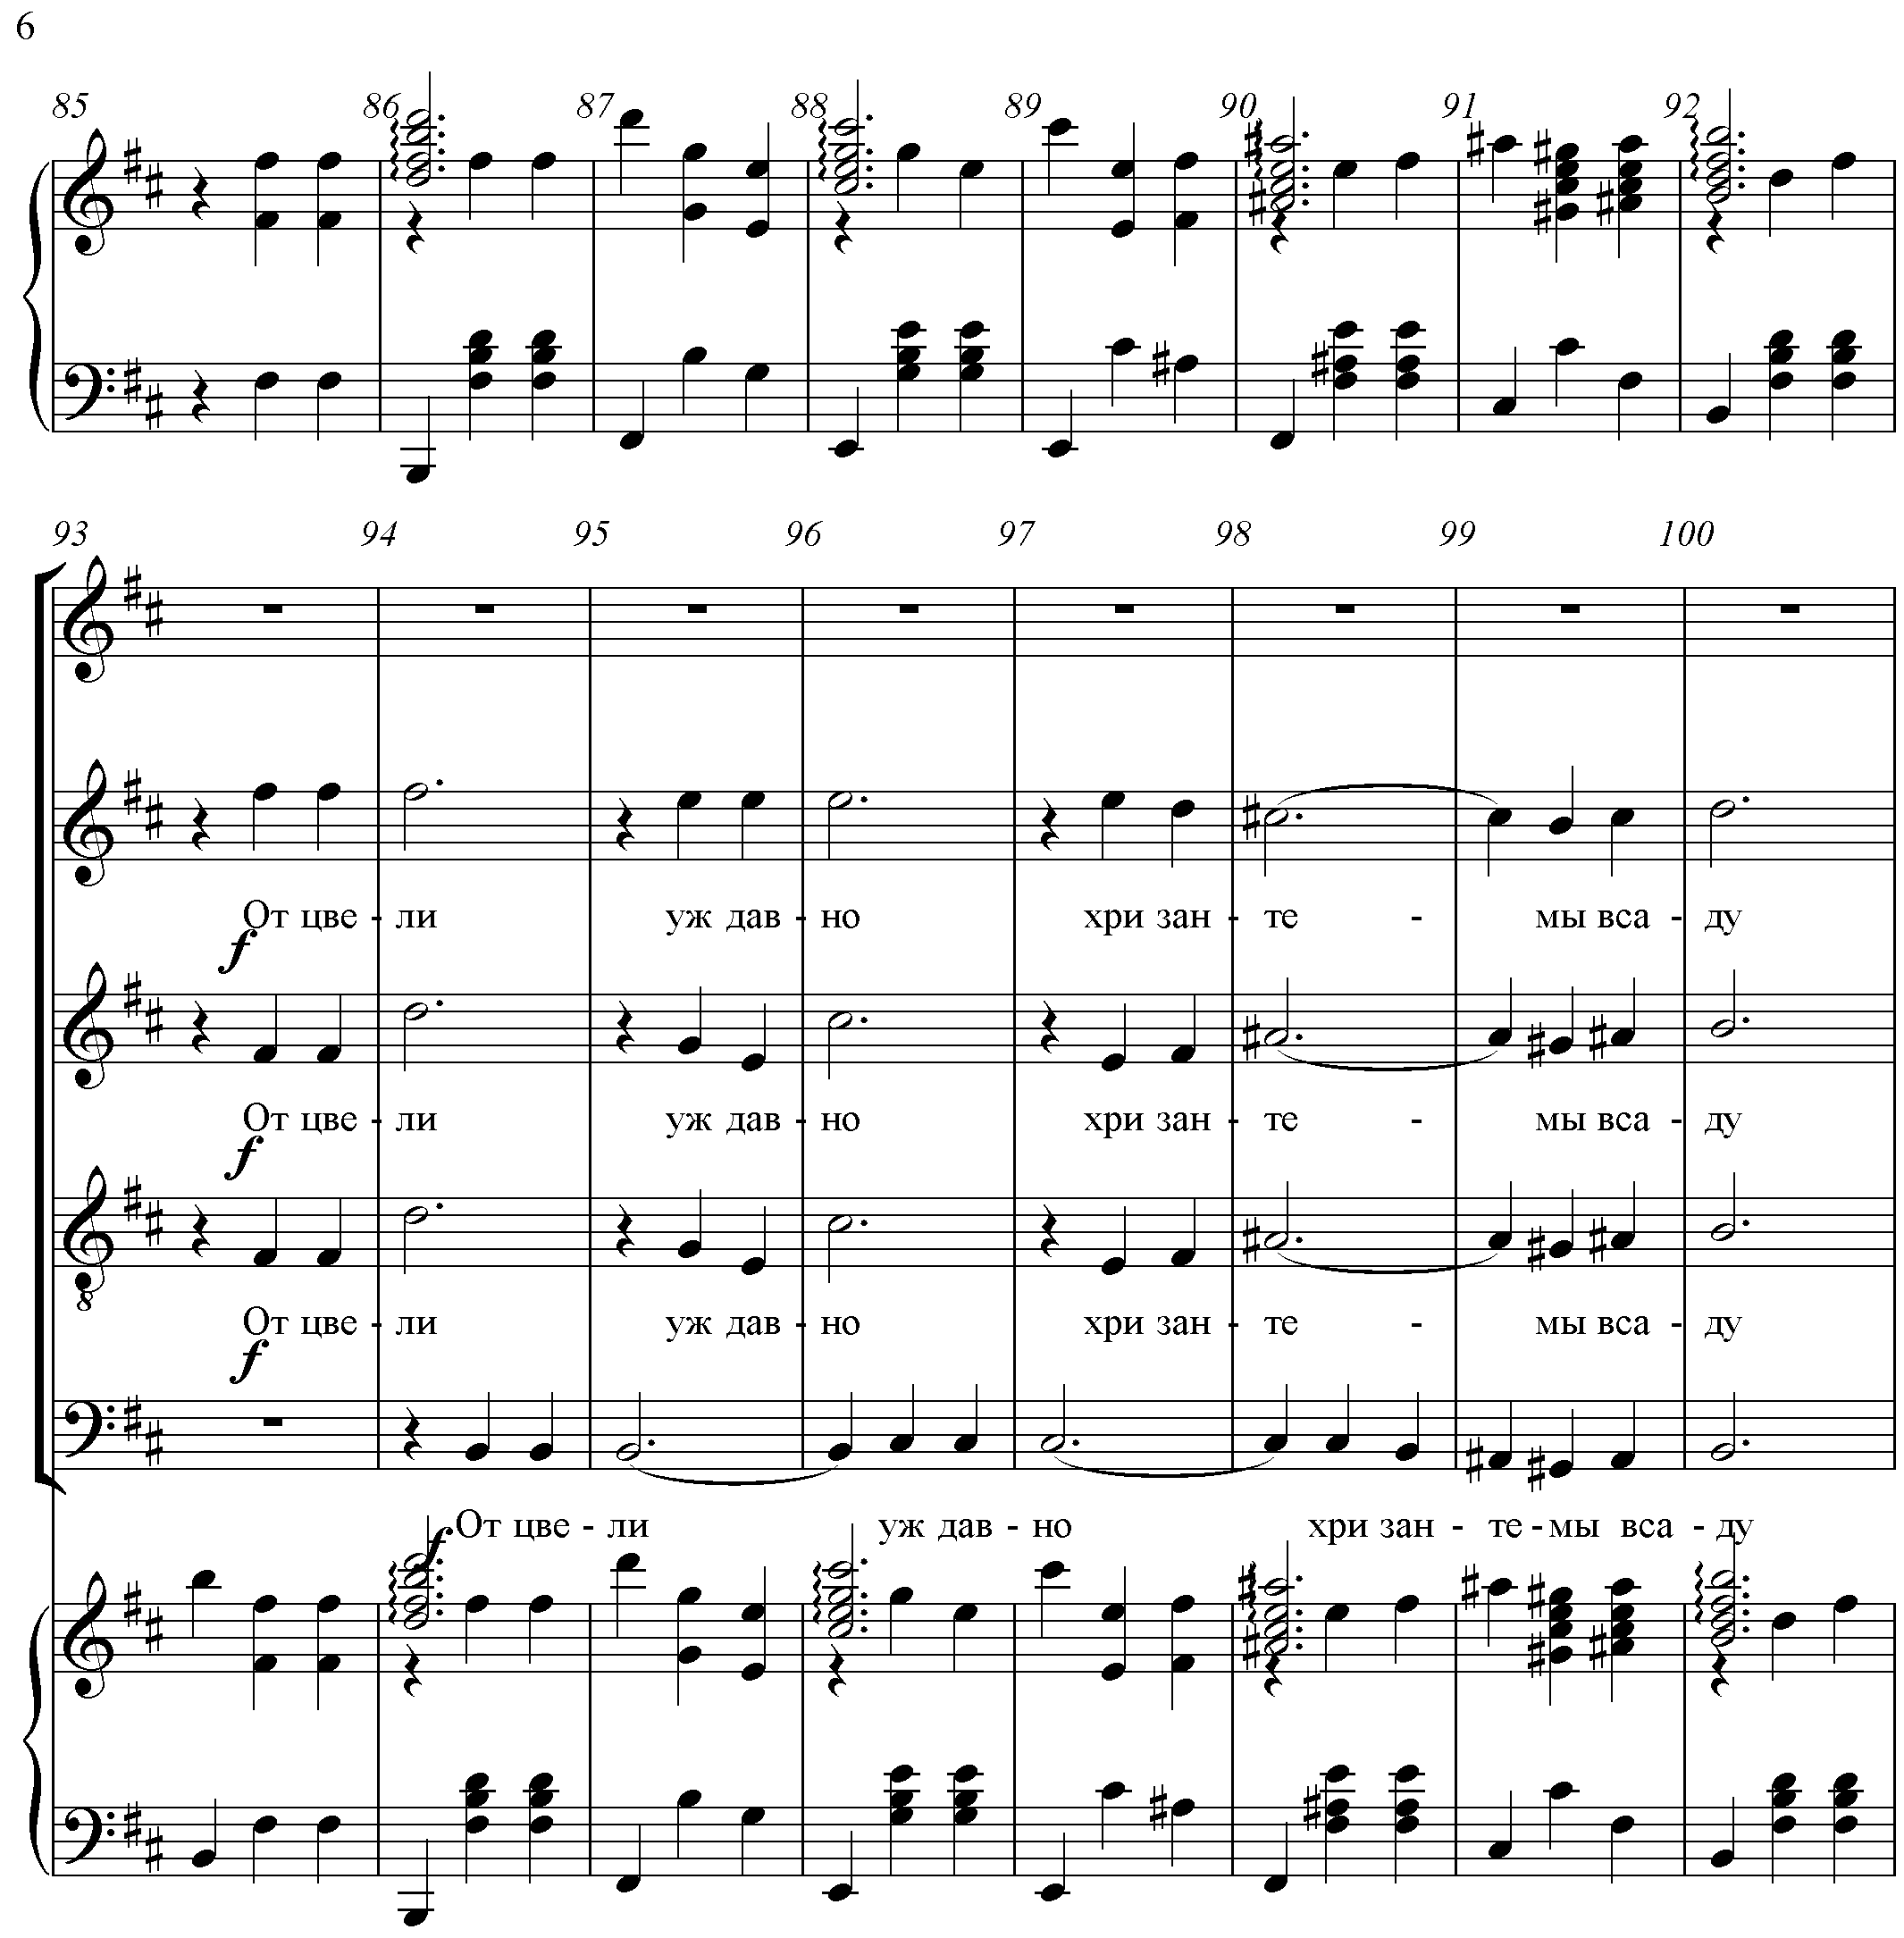 6
85 86 87 88 89 90 91 92
93 94 95 96 97 98 99 100
От цве - ли уж дав - но хри зан - те - мы вса - ду
f
От цве - ли уж дав - но хри зан - те - мы вса - ду
f
8
От цве - ли уж дав - но хри зан - те - мы вса - ду
f
От цве - ли уж дав - но хри зан - те - мы вса - ду
f